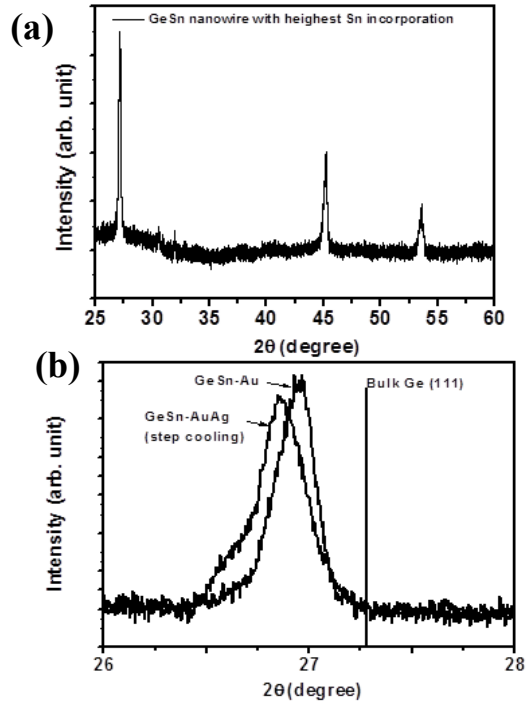 (a)
GeSn nanowire with heighest Sn incorporation
Intensity (arb. unit)
25 30 35 40 45 50 55 60
2θ (degree)
(b)
GeSn-Au
Bulk Ge (111)
GeSn-AuAg
(step cooling)
Intensity (arb. unit)
26 27 28
2θ (degree)